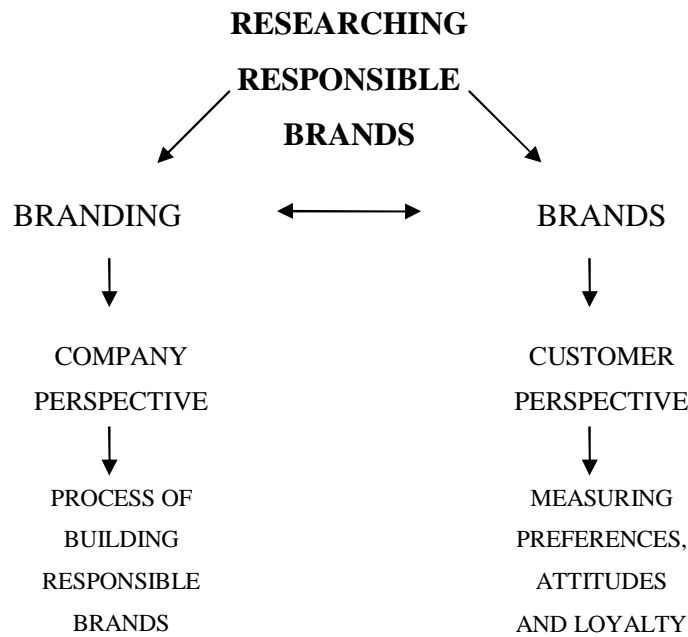 RESEARCHING
RESPONSIBLE
BRANDS
BRANDING
BRANDS
COMPANY
PERSPECTIVE
CUSTOMER
PERSPECTIVE
PROCESS OF
BUILDING
RESPONSIBLE
BRANDS
MEASURING
PREFERENCES,
ATTITUDES
AND LOYALTY